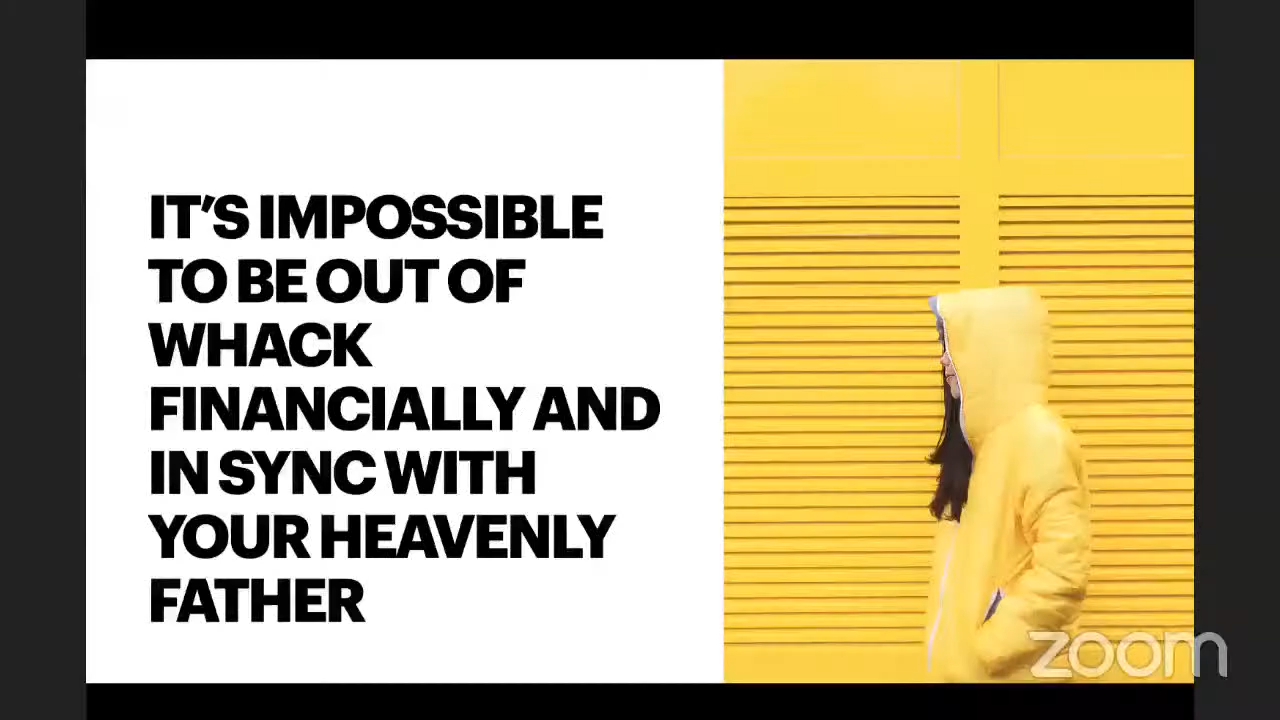 IT'S IMPOSSIBLE
TO BE OUT OF
WHACK
FINANCIALLY AND
IN SYNC WITH
YOUR HEAVENLY
FATHER
zoom